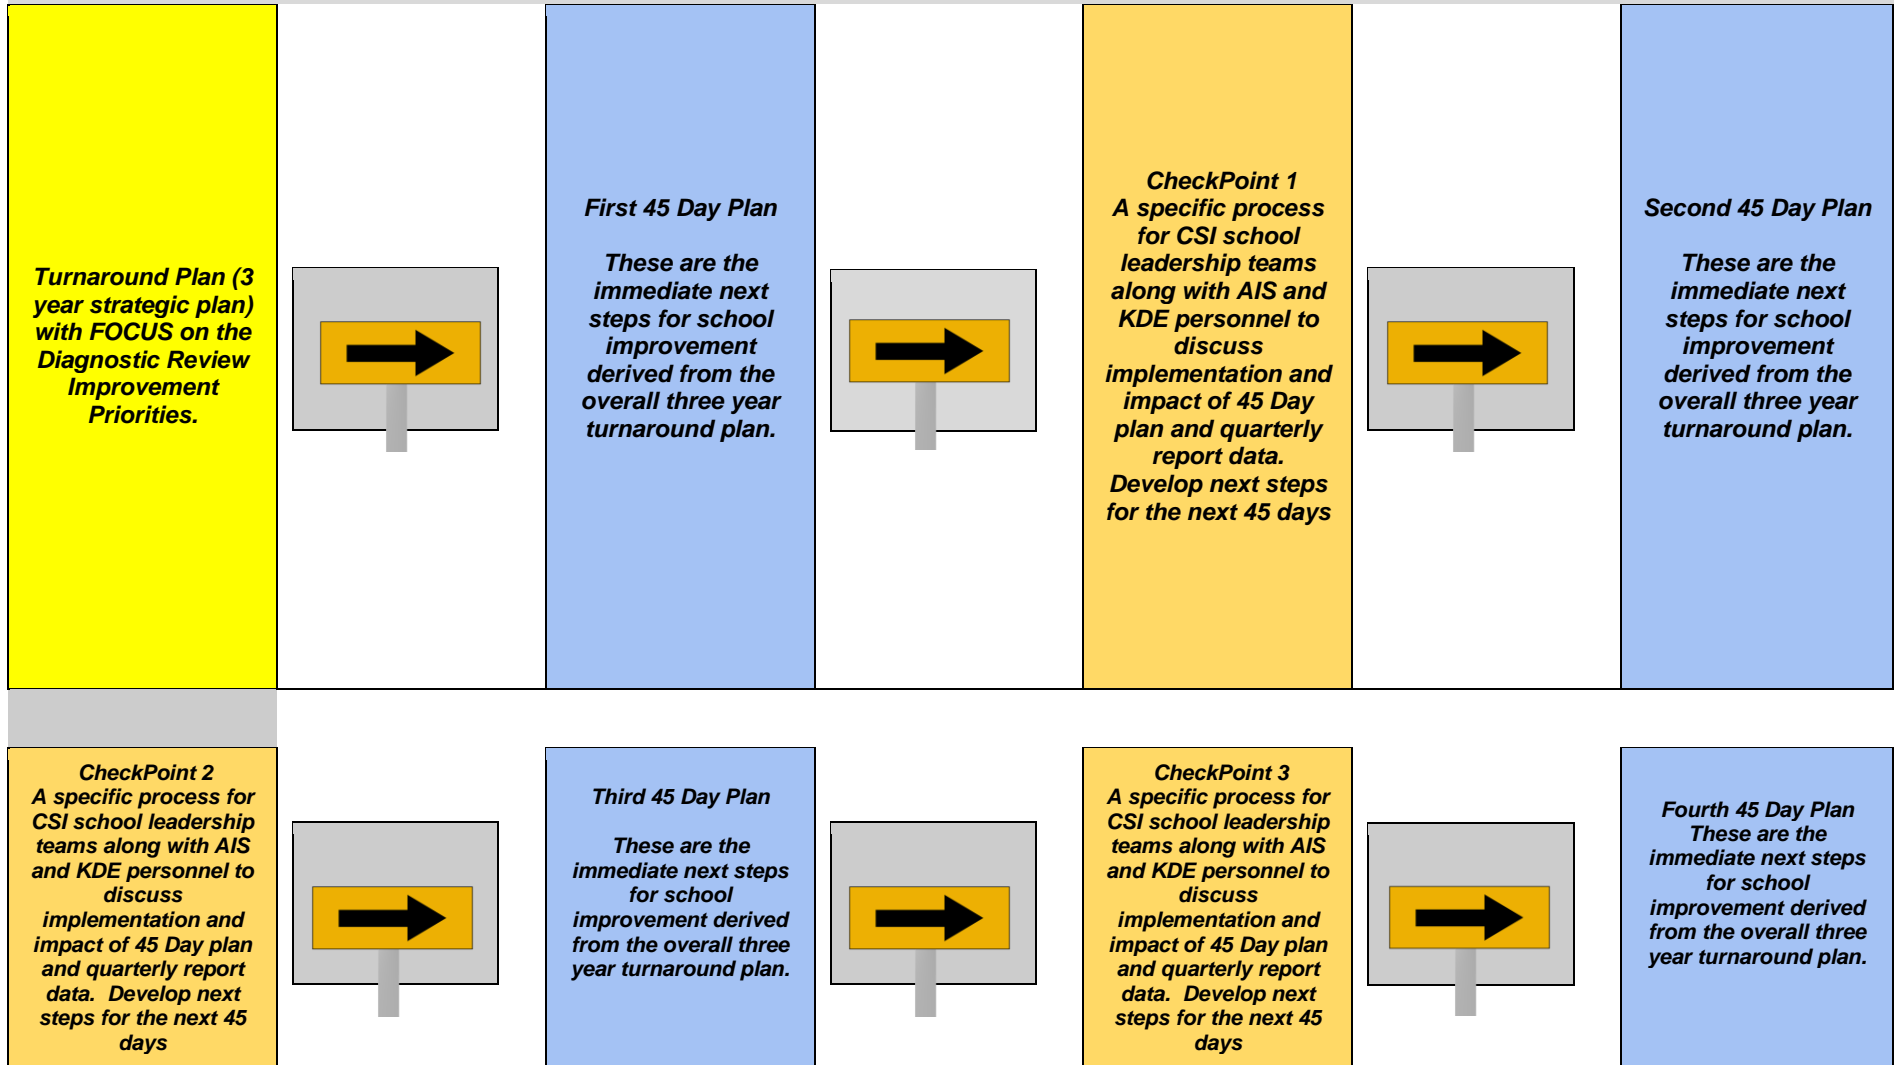 Turnaround Plan (3
year strategic plan)
with FOCUS on the
Diagnostic Review
Improvement
Priorities.
First 45 Day Plan
These are the
immediate next
steps for school
improvement
derived from the
overall three year
turnaround plan.
CheckPoint 1
A specific process
for CSI school
leadership teams
along with AIS and
KDE personnel to
discuss
implementation and
impact of 45 Day
plan and quarterly
report data.
Develop next steps
for the next 45 days
Second 45 Day Plan
These are the
immediate next
steps for school
improvement
derived from the
overall three year
turnaround plan.
CheckPoint 2
A specific process for
CSI school leadership
teams along with AIS
and KDE personnel to
discuss
implementation and
impact of 45 Day plan
and quarterly report
data.  Develop next
steps for the next 45
days
Third 45 Day Plan
These are the
immediate next steps
for school
improvement derived
from the overall three
year turnaround plan.
CheckPoint 3
A specific process for
CSI school leadership
teams along with AIS
and KDE personnel to
discuss
implementation and
impact of 45 Day plan
and quarterly report
data.  Develop next
steps for the next 45
days
Fourth 45 Day Plan
These are the
immediate next steps
for school
improvement derived
from the overall three
year turnaround plan.